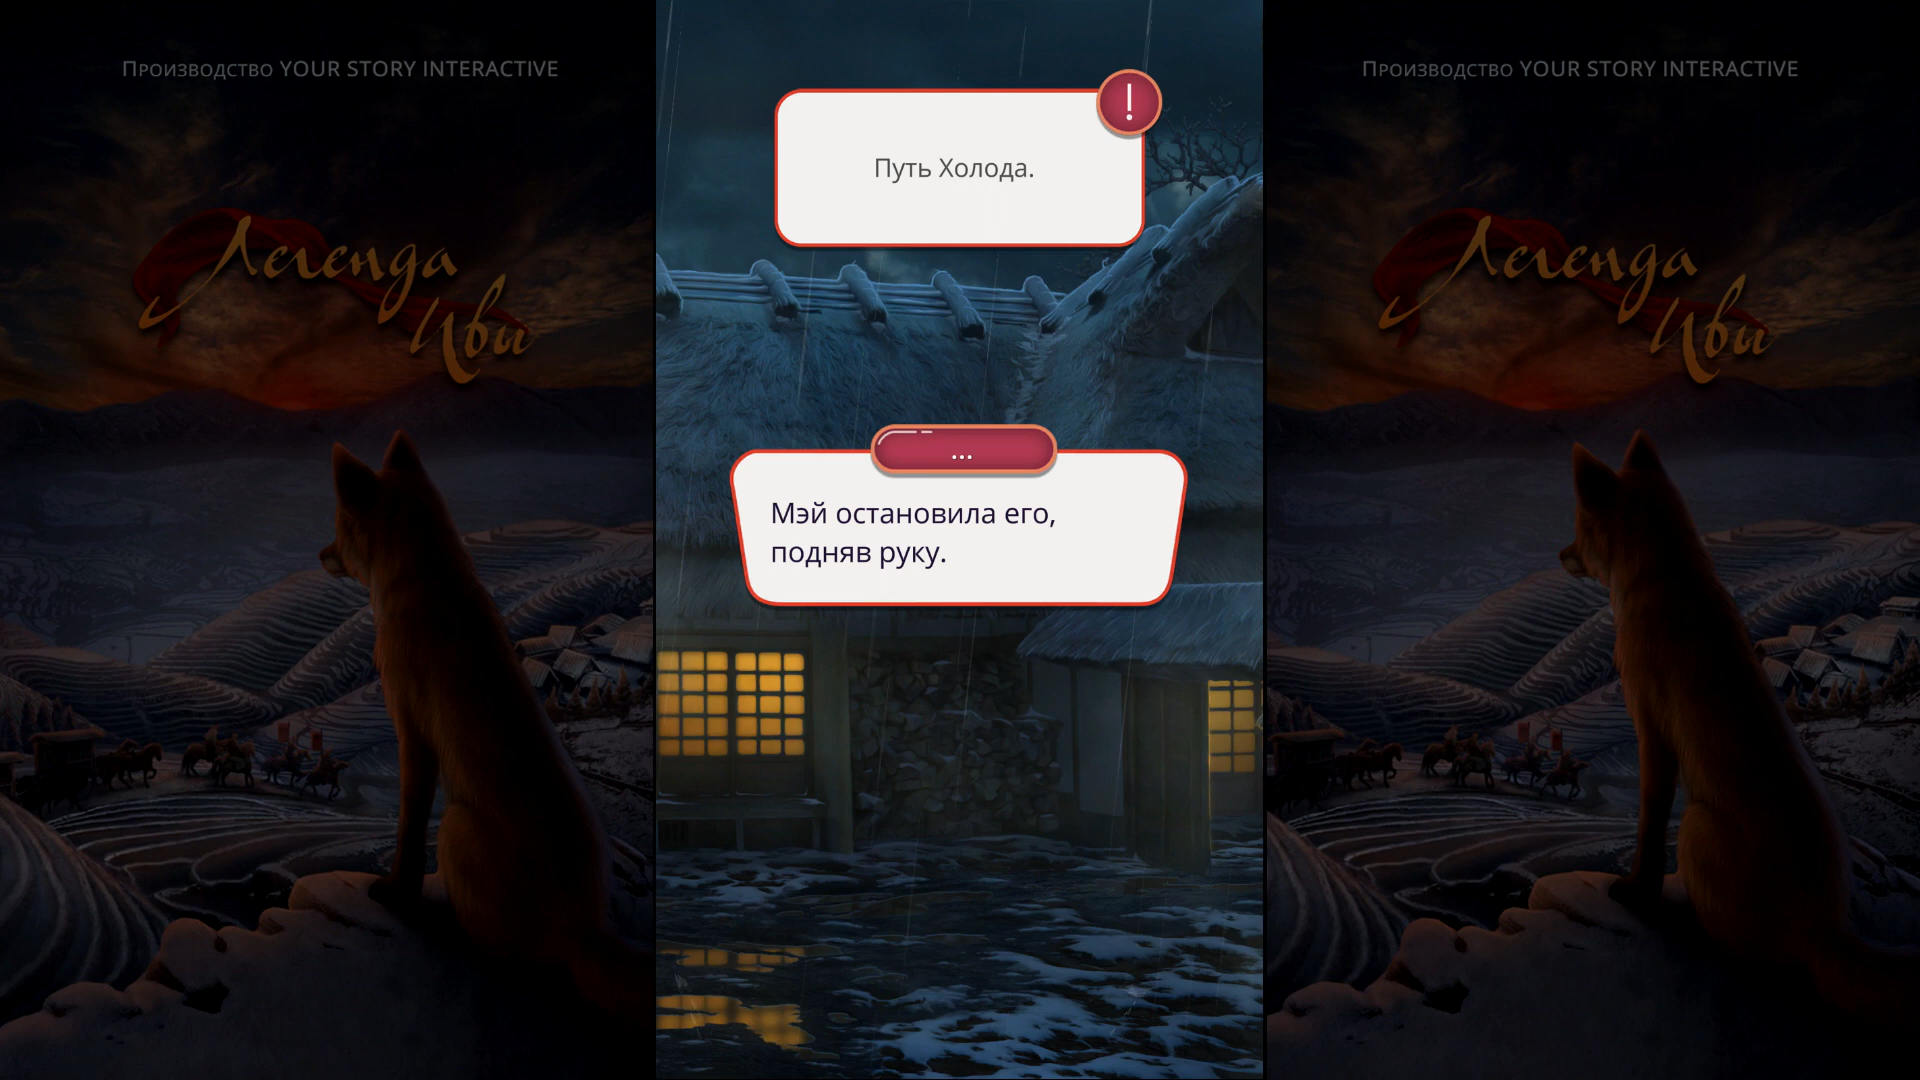 Производство YOUR STORY INTERACTIVE
Легенда
Ивы
!
Путь Холода.
...
Мэй остановила его,
подняв руку.
Производство YOUR STORY INTERACTIVE
Легенда
Ивы